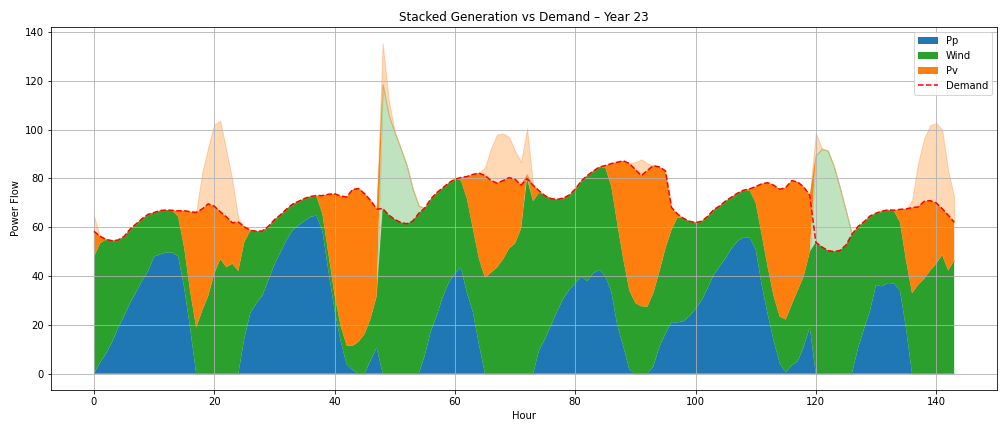 Stacked Generation vs Demand – Year 23
Power Flow
140
120
100
80
60
40
20
0
Pp
Wind
Pv
Demand
0 20 40 60 80 100 120 140
Hour